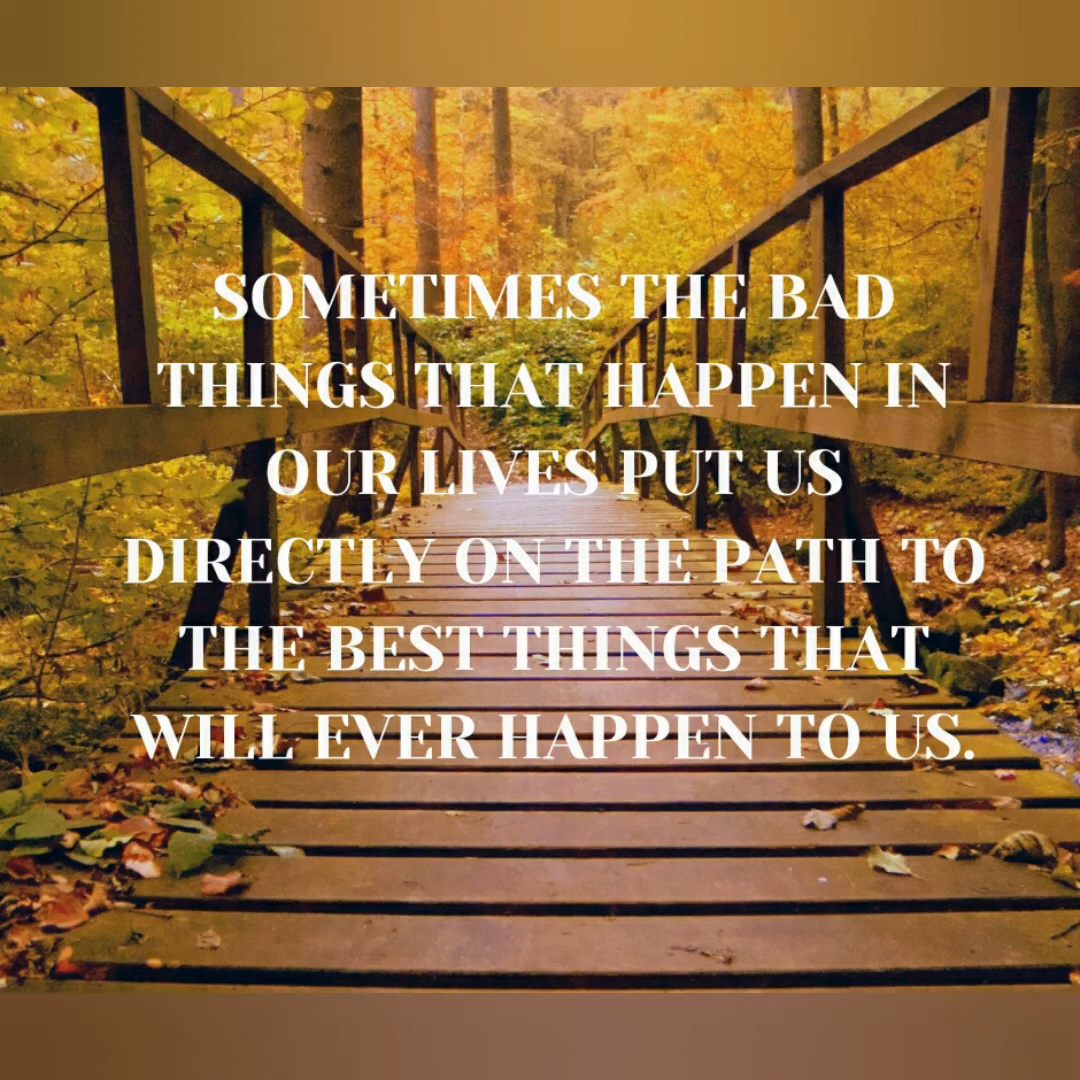 SOMETIMES THE BAD
THINGS THAT HAPPEN IN
OUR LIVES PUT US
DIRECTLY ON THE PATH TO
THE BEST THINGS THAT
WILL EVER HAPPEN TO US.